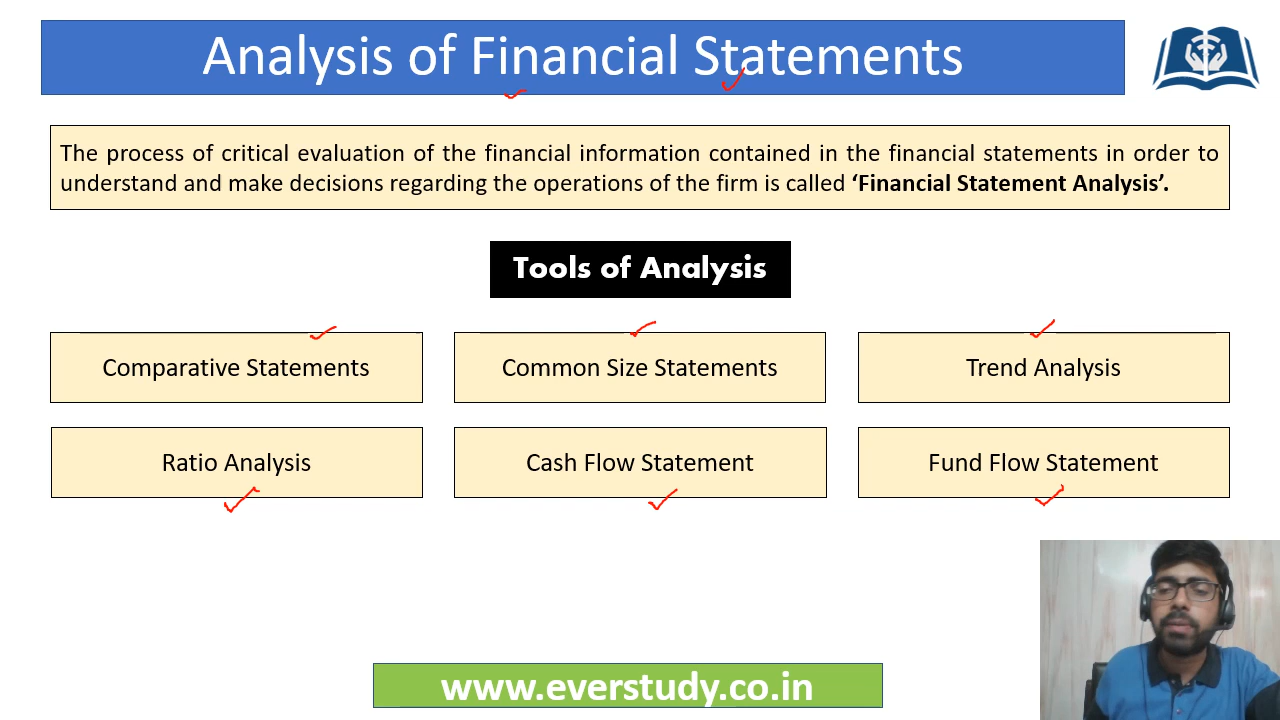 Analysis of Financial Statements
The process of critical evaluation of the financial information contained in the financial statements in order to
understand and make decisions regarding the operations of the firm is called ‘Financial Statement Analysis’.
Tools of Analysis
Comparative Statements
Common Size Statements
Trend Analysis
Ratio Analysis
Cash Flow Statement
Fund Flow Statement
www.everstudy.co.in